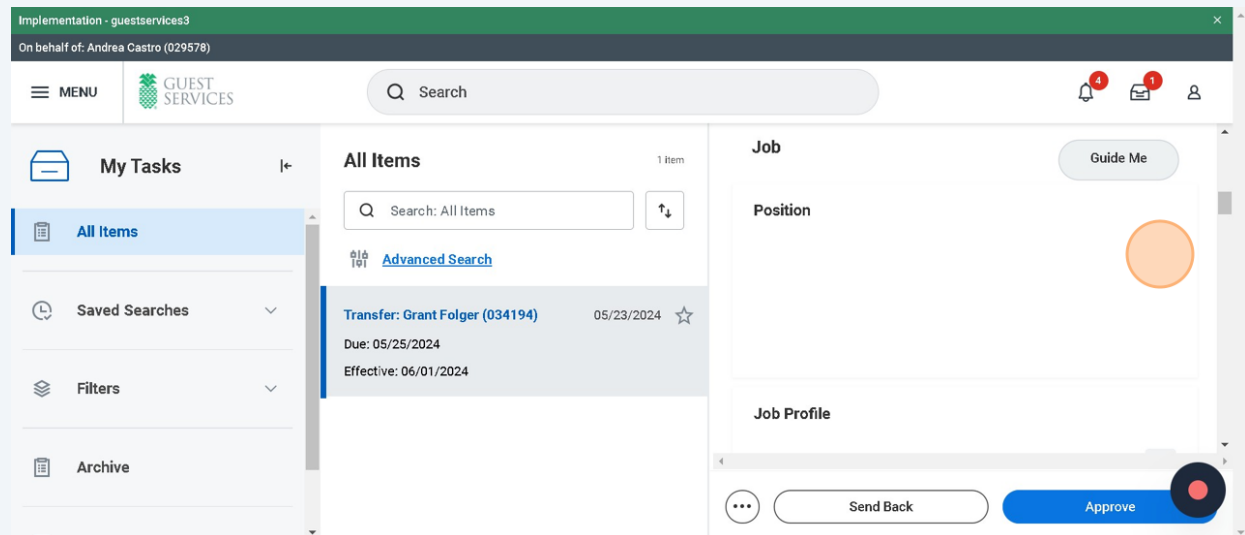 Implementation - guestservices3
On behalf of: Andrea Castro (029578)
MENU
GUEST
SERVICES
Search
4
1
My Tasks
All Items
Saved Searches
Filters
Archive
All Items
1 item
Search: All Items
Advanced Search
Transfer: Grant Folger (034194) 05/23/2024
Due: 05/25/2024
Effective: 06/01/2024
Job
Guide Me
Position
Job Profile
Send Back
Approve